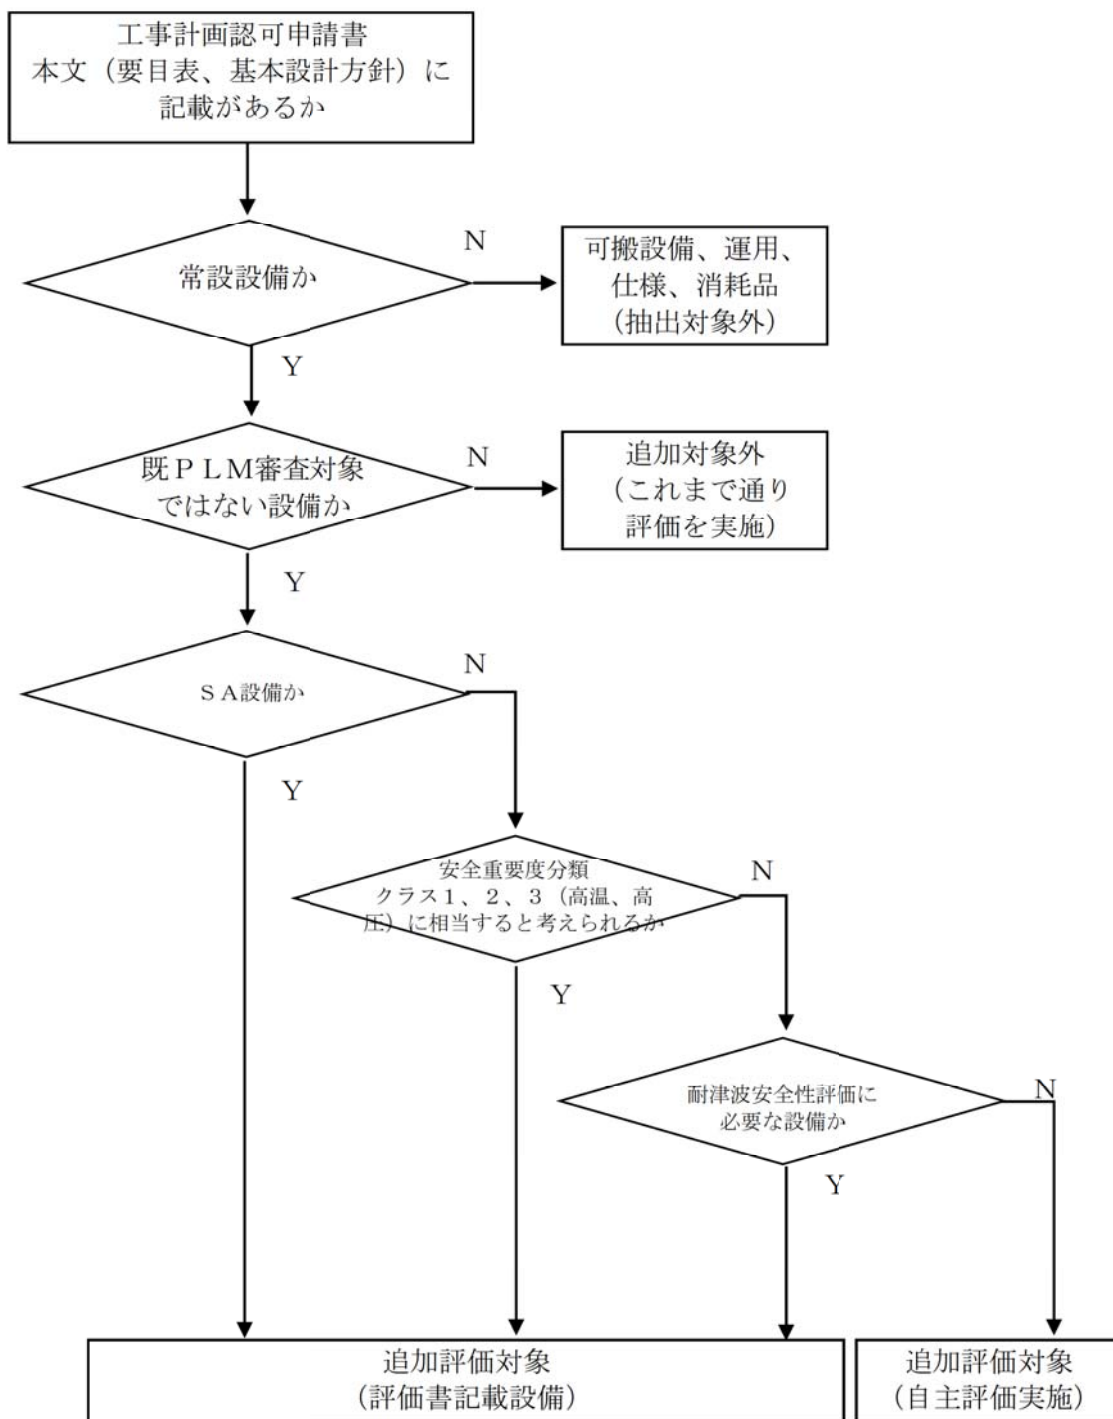 工事計画認可申請書
本文（要目表、基本設計方針）に
記載があるか
常設設備か
N
可搬設備、運用、
仕様、消耗品
（抽出対象外）
Y
既ＰＬＭ審査対象
ではない設備か
N
追加対象外
（これまで通り
評価を実施）
Y
ＳＡ設備か
N
Y
安全重要度分類
クラス１、２、３（高温、高
圧）に相当すると考えられるか
N
Y
耐津波安全性評価に
必要な設備か
N
Y
追加評価対象
（評価書記載設備）
追加評価対象
（自主評価実施）